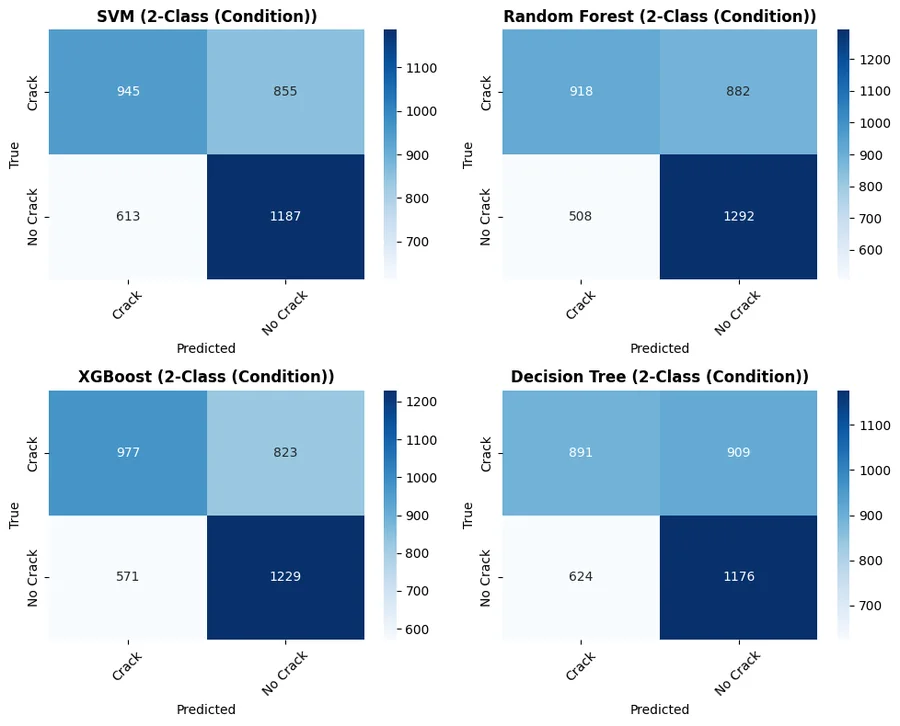 SVM (2-Class (Condition))
True
Crack
No Crack
945
855
613
1187
Crack
No Crack
Predicted
1100
1000
900
800
700
Random Forest (2-Class (Condition))
True
Crack
No Crack
918
882
508
1292
Crack
No Crack
Predicted
1200
1100
1000
900
800
700
600
XGBoost (2-Class (Condition))
True
Crack
No Crack
977
823
571
1229
Crack
No Crack
Predicted
1200
1100
1000
900
800
700
600
Decision Tree (2-Class (Condition))
True
Crack
No Crack
891
909
624
1176
Crack
No Crack
Predicted
1100
1000
900
800
700